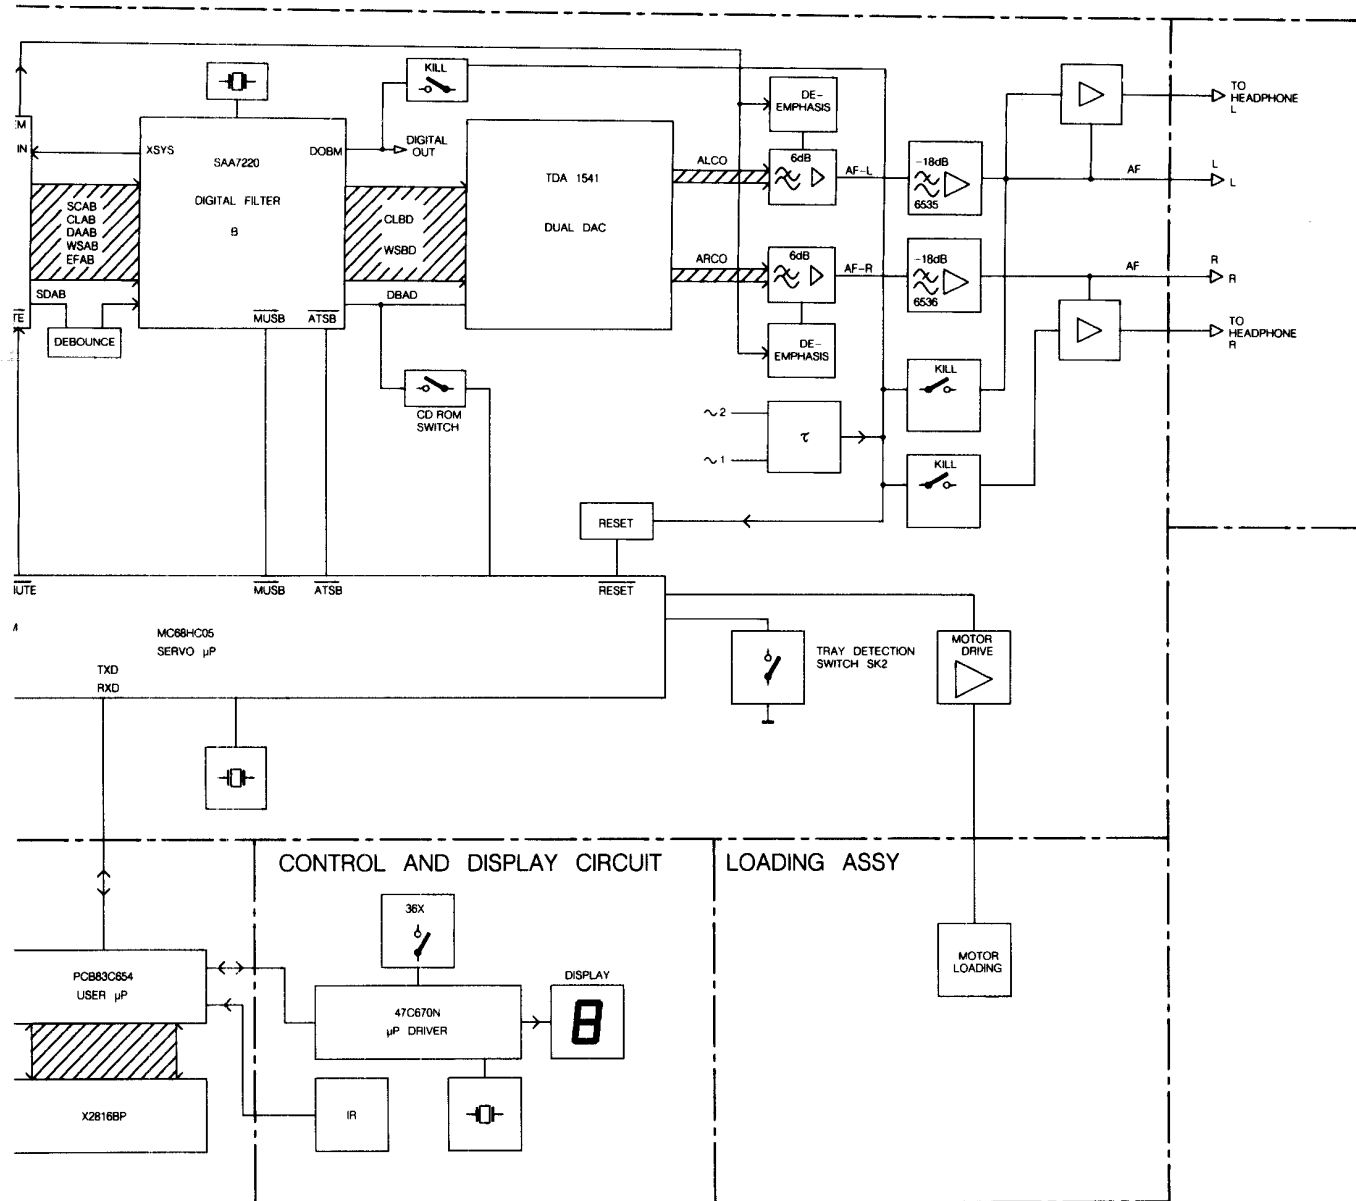 KILL
DE-
EMPHASIS
TO
HEADPHONE
L
EM
IN
XSYS
SAA7220
DIGITAL FILTER
B
DOBM
DIGITAL
OUT
TDA 1541
DUAL DAC
ALCO
6dB
AF-L
-18dB
6535
AF
L
L
SCAB
CLAB
DAAB
WSAB
EFAB
CLBD
WSBD
ARCO
6dB
AF-R
-18dB
6536
AF
R
R
SDAB
DBAD
TE
DEBOUNCE
MUSB
ATSB
DE-
EMPHASIS
TO
HEADPHONE
R
CD ROM
SWITCH
KILL
~2
τ
~1
KILL
RESET
MUTE
MUSB
ATSB
RESET
MC68HC05
SERVO µP
TXD
RXD
TRAY DETECTION
SWITCH SK2
MOTOR
DRIVE
CONTROL AND DISPLAY CIRCUIT
LOADING ASSY
36X
PCB83C654
USER µP
47C670N
µP DRIVER
DISPLAY
8
MOTOR
LOADING
X2816BP
IR